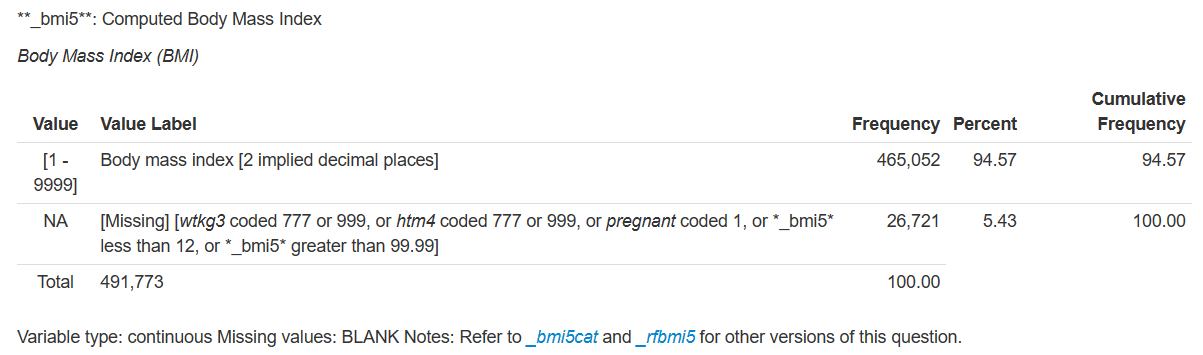 **_bmi5**: Computed Body Mass Index
Body Mass Index (BMI)
Cumulative
Value Value Label Frequency Percent Frequency
[1 - Body mass index [2 implied decimal places] 465,052 94.57 94.57
9999]
NA [Missing] [wtkg3 coded 777 or 999, or htm4 coded 777 or 999, or pregnant coded 1, or *_bmi5* 26,721 5.43 100.00
less than 12, or *_bmi5* greater than 99.99]
Total 491,773 100.00
Variable type: continuous Missing values: BLANK Notes: Refer to _bmi5cat and _rfbmi5 for other versions of this question.